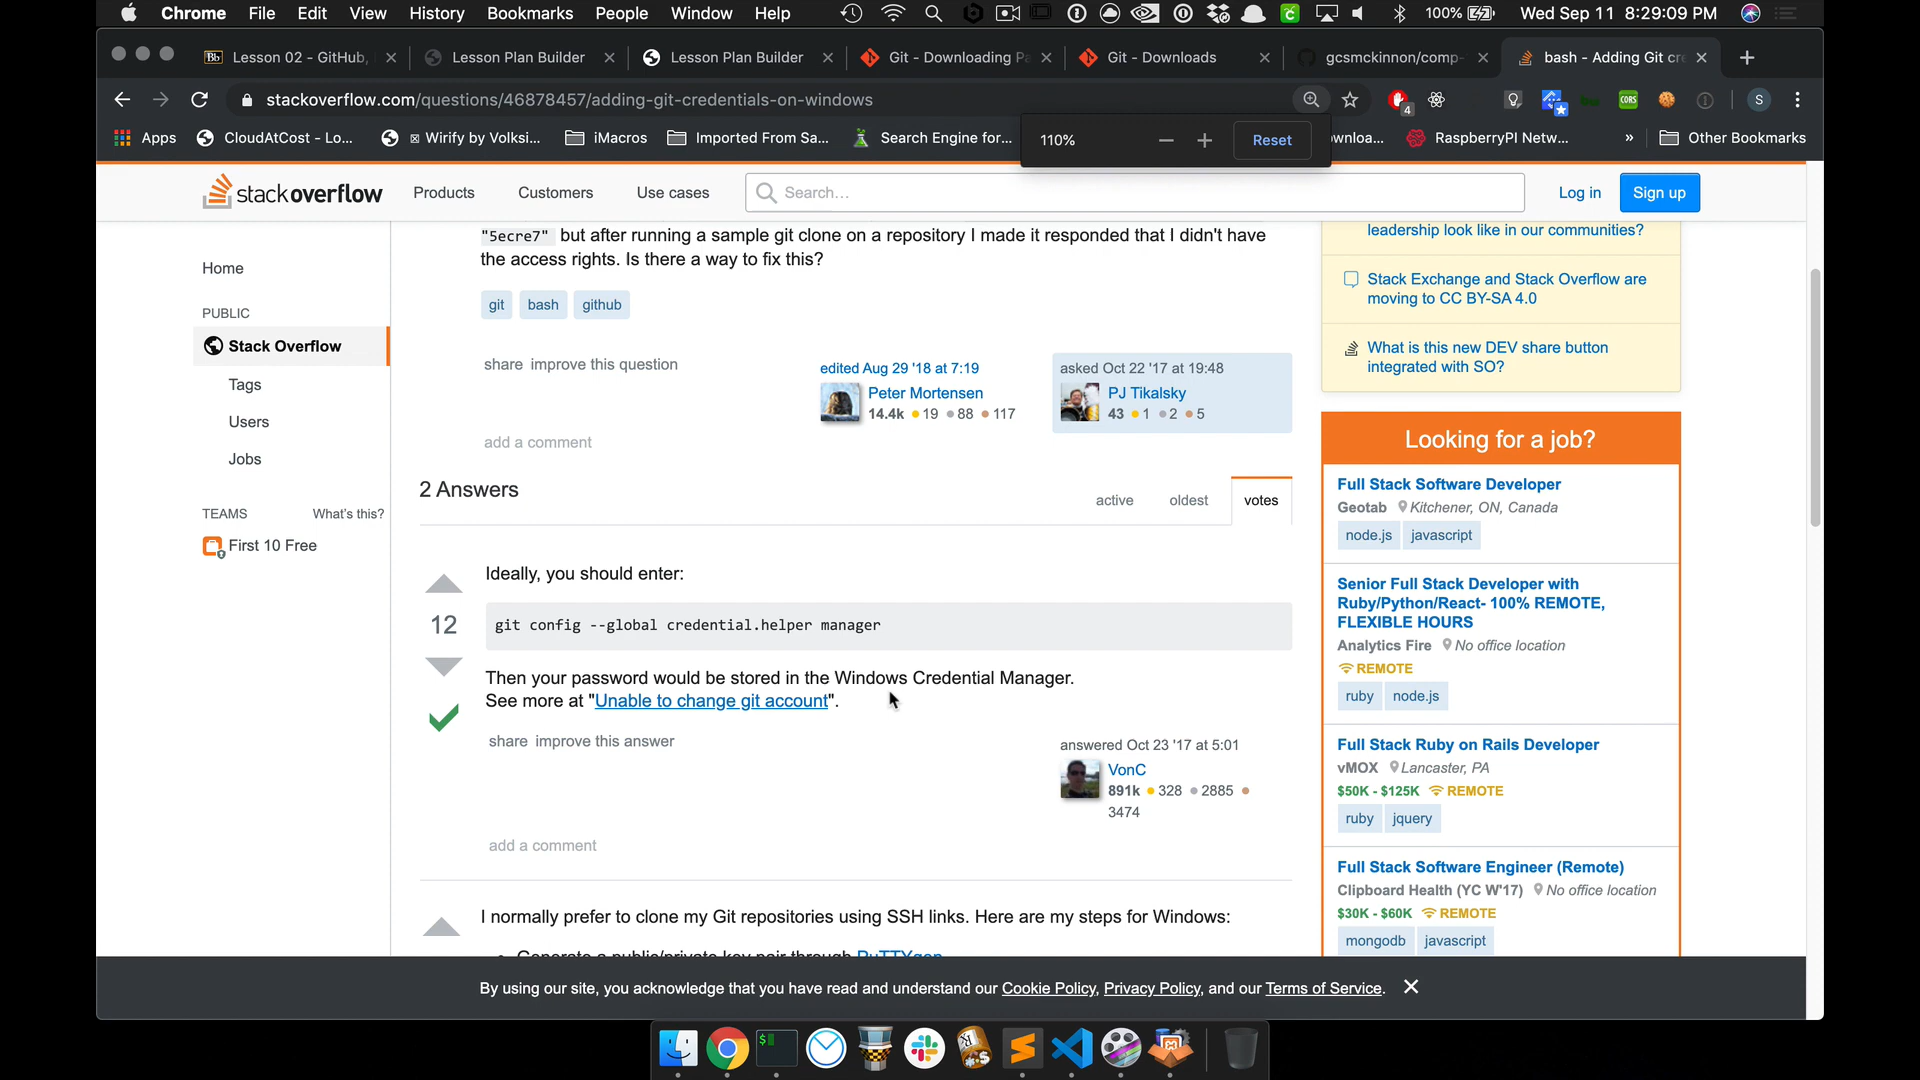 Chrome File Edit View History Bookmarks People Window Help 100% Wed Sep 11 8:29:09 PM
Bb Lesson 02 - GitHub, Lesson Plan Builder Lesson Plan Builder Git - Downloading Pa Git - Downloads gcsmckinnon/comp- bash - Adding Git cre
stackoverflow.com/questions/46878457/adding-git-credentials-on-windows 4 CORS S
Apps CloudAtCost - Lo... Wirify by Volksi... iMacros Imported From Sa... Search Engine for... wnloa... RaspberryPI Netw... » Other Bookmarks
110% Reset
stackoverflow Products Customers Use cases Search... Log in Sign up
Home
PUBLIC
Stack Overflow
Tags
Users
Jobs
TEAMS What's this?
First 10 Free
"5ecre7" but after running a sample git clone on a repository I made it responded that I didn't have
the access rights. Is there a way to fix this?
git bash github
share improve this question
edited Aug 29 '18 at 7:19
Peter Mortensen
14.4k 19 88 117
asked Oct 22 '17 at 19:48
PJ Tikalsky
43 1 2 5
add a comment
2 Answers
active oldest votes
Ideally, you should enter:
12
git config --global credential.helper manager
Then your password would be stored in the Windows Credential Manager.
See more at "Unable to change git account".
share improve this answer
answered Oct 23 '17 at 5:01
VonC
891k 328 2885
3474
add a comment
I normally prefer to clone my Git repositories using SSH links. Here are my steps for Windows:
Generate a public/private key pair through PuTTYgen
leadership look like in our communities?
Stack Exchange and Stack Overflow are
moving to CC BY-SA 4.0
What is this new DEV share button
integrated with SO?
Looking for a job?
Full Stack Software Developer
Geotab Kitchener, ON, Canada
node.js javascript
Senior Full Stack Developer with
Ruby/Python/React- 100% REMOTE,
FLEXIBLE HOURS
Analytics Fire No office location
REMOTE
ruby node.js
Full Stack Ruby on Rails Developer
vMOX Lancaster, PA
$50K - $125K REMOTE
ruby jquery
Full Stack Software Engineer (Remote)
Clipboard Health (YC W'17) No office location
$30K - $60K REMOTE
mongodb javascript
By using our site, you acknowledge that you have read and understand our Cookie Policy, Privacy Policy, and our Terms of Service.